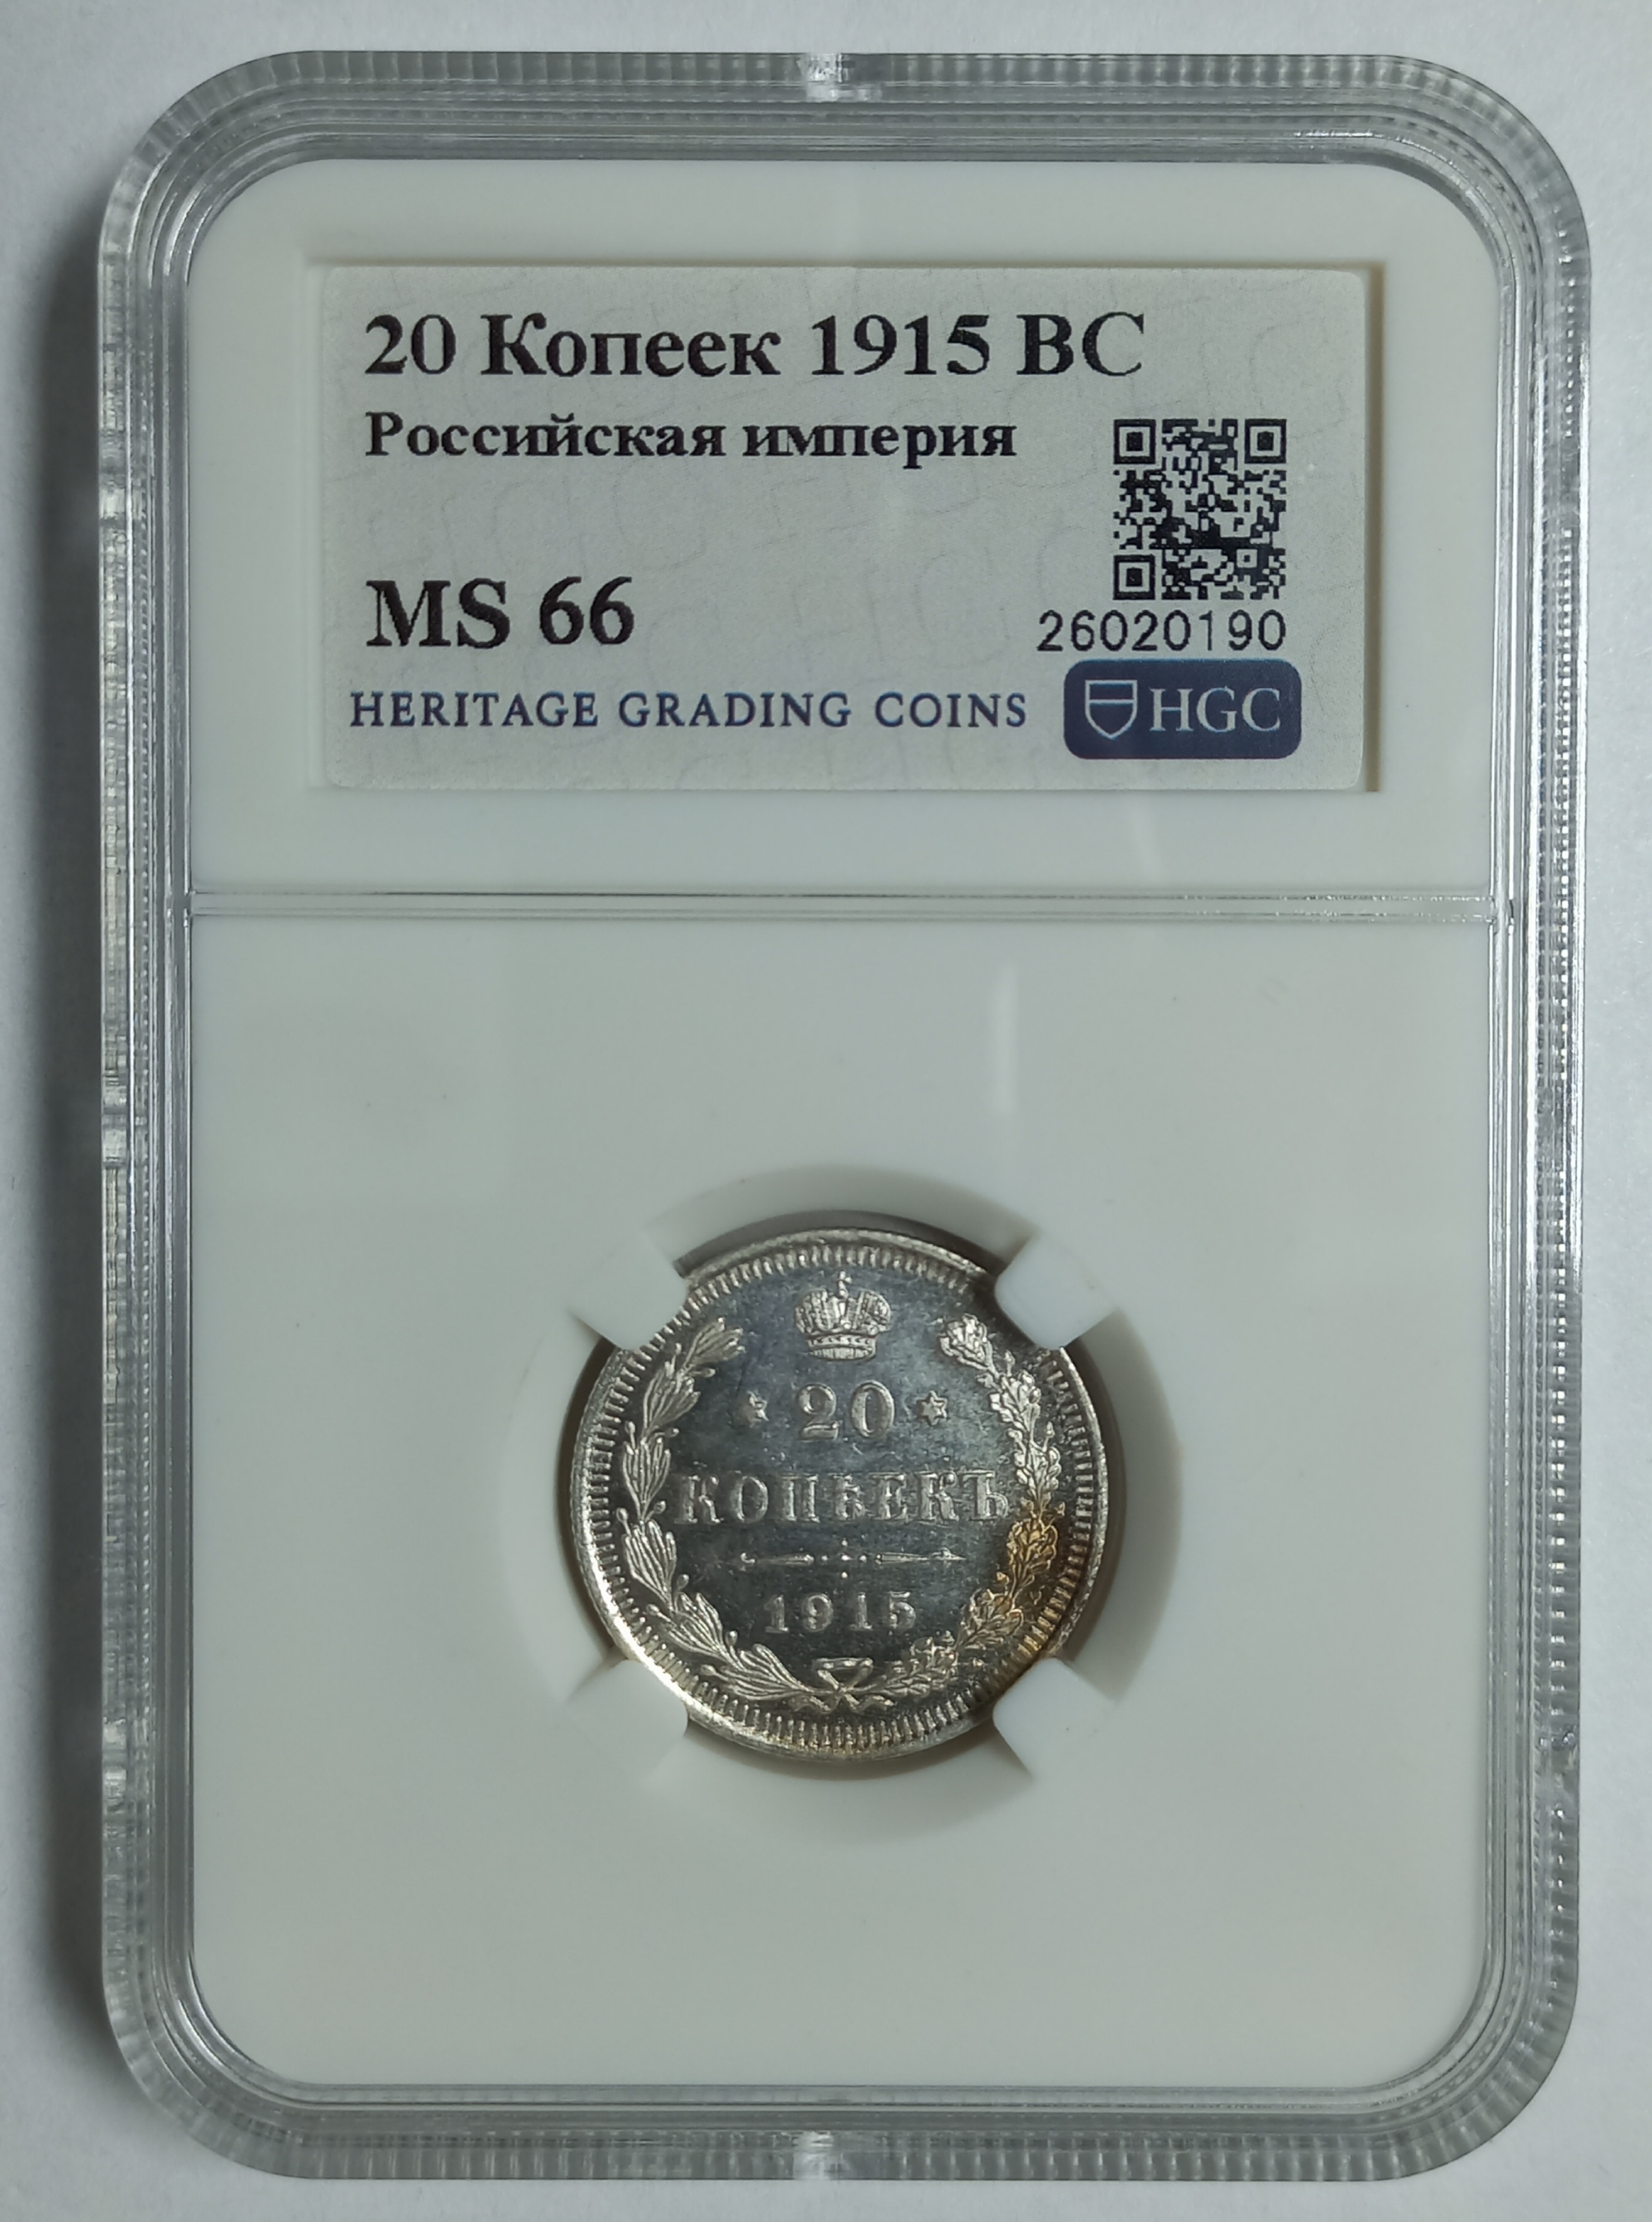 20 Копеек 1915 ВС
Российская империя
MS 66
26020190
HERITAGE GRADING COINS
HGC
20
КОПѢЕКЪ
1915